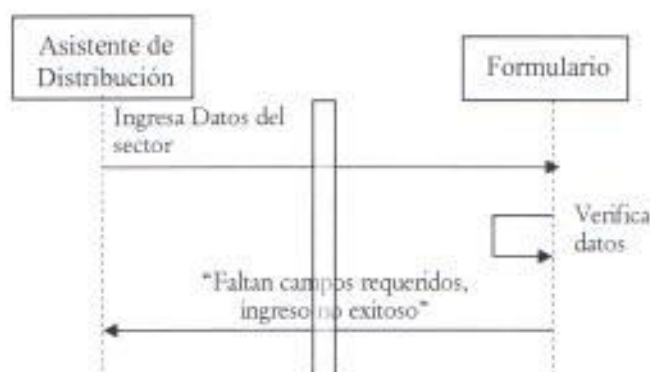 Asistente de
Distribución
Formulario
Ingresa Datos del
sector
Verifica
datos
"Faltan campos requeridos,
ingreso no exitoso"